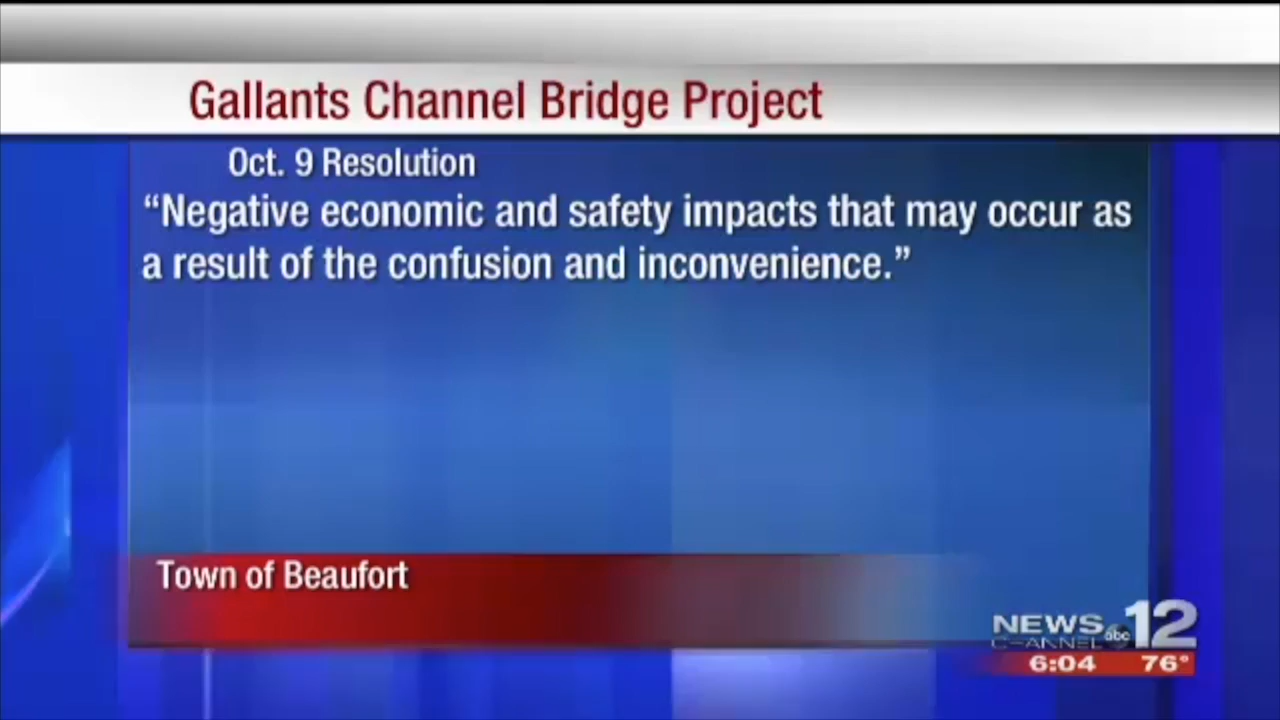 Gallants Channel Bridge Project
Oct. 9 Resolution
“Negative economic and safety impacts that may occur as
a result of the confusion and inconvenience.”
Town of Beaufort
NEWS
CHANNEL abc 12
6:04 76°